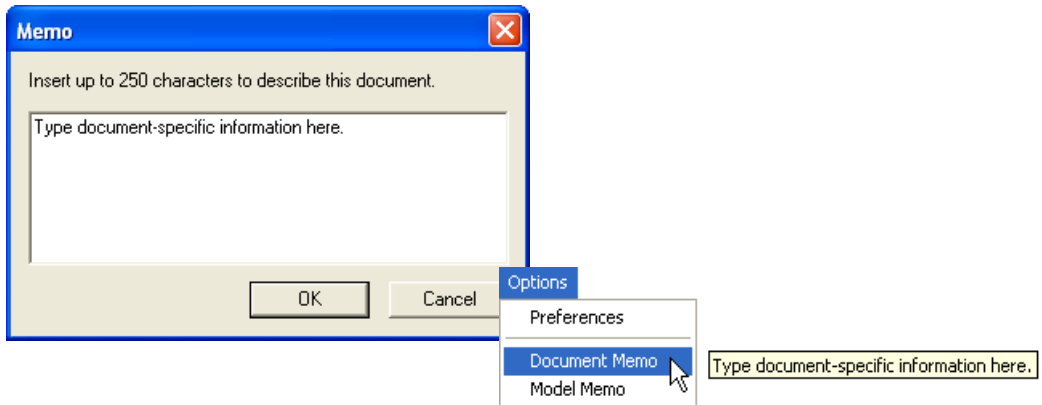 Memo
Insert up to 250 characters to describe this document.
Type document-specific information here.
OK
Cancel
Options
Preferences
Document Memo
Type document-specific information here.
Model Memo